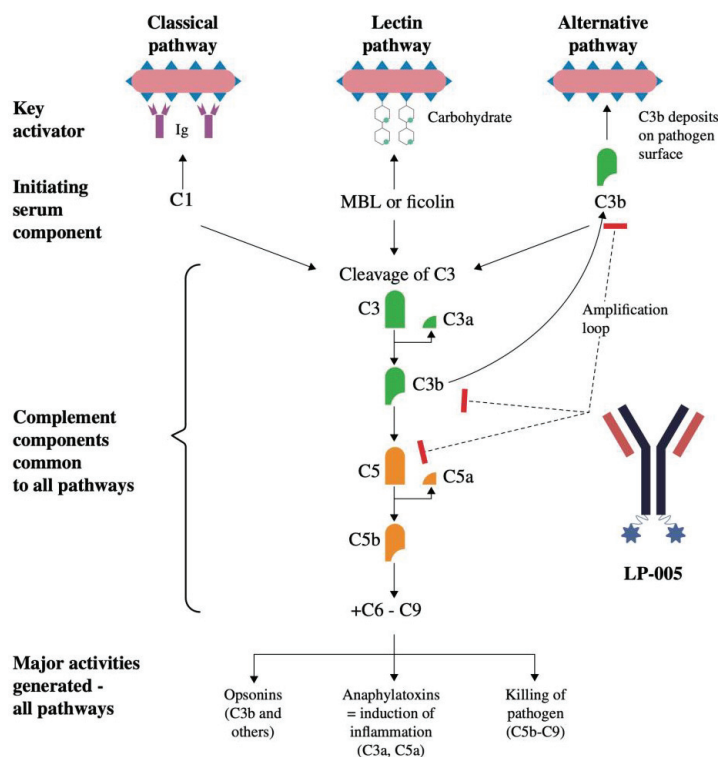 Classical
pathway
Lectin
pathway
Alternative
pathway
Key
activator
Ig
Carbohydrate
C3b deposits
on pathogen
surface
Initiating
serum
component
C1
MBL or ficolin
C3b
Cleavage of C3
C3
C3a
Amplification
loop
C3b
Complement
components
common
to all pathways
C5
C5a
C5b
LP-005
+C6 - C9
Major activities
generated -
all pathways
Opsonins
(C3b and
others)
Anaphylatoxins
= induction of
inflammation
(C3a, C5a)
Killing of
pathogen
(C5b-C9)